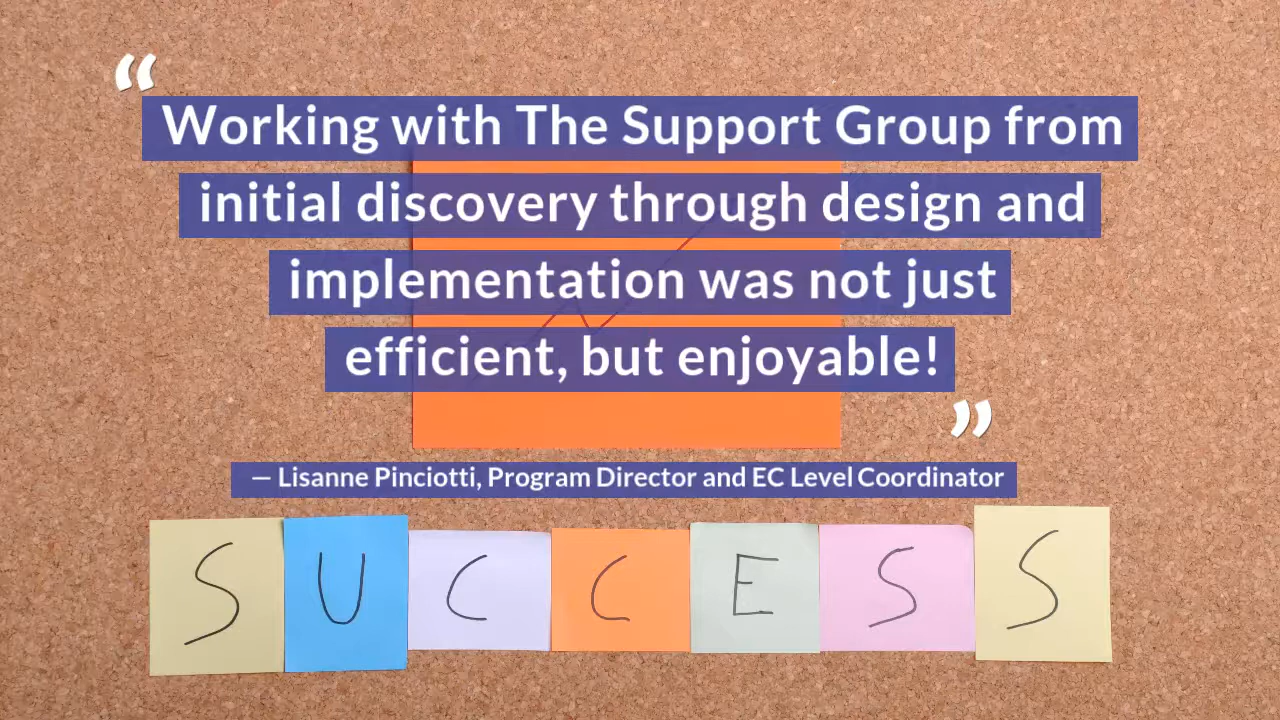 “
Working with The Support Group from
initial discovery through design and
implementation was not just
efficient, but enjoyable!
”
— Lisanne Pinciotti, Program Director and EC Level Coordinator
SUCCESS